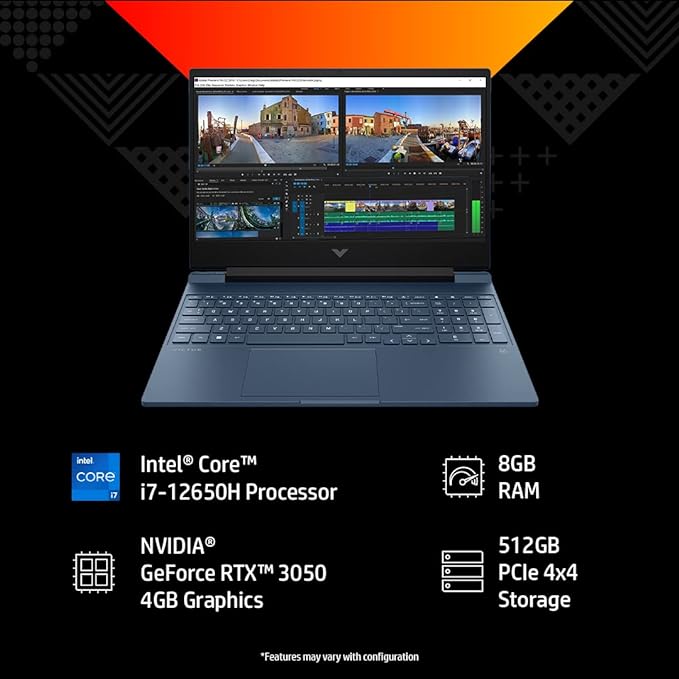 VICTUS
intel
CORE
i7
Intel® Core™
i7-12650H Processor
8GB
RAM
NVIDIA®
GeForce RTX™ 3050
4GB Graphics
512GB
PCIe 4x4
Storage
*Features may vary with configuration